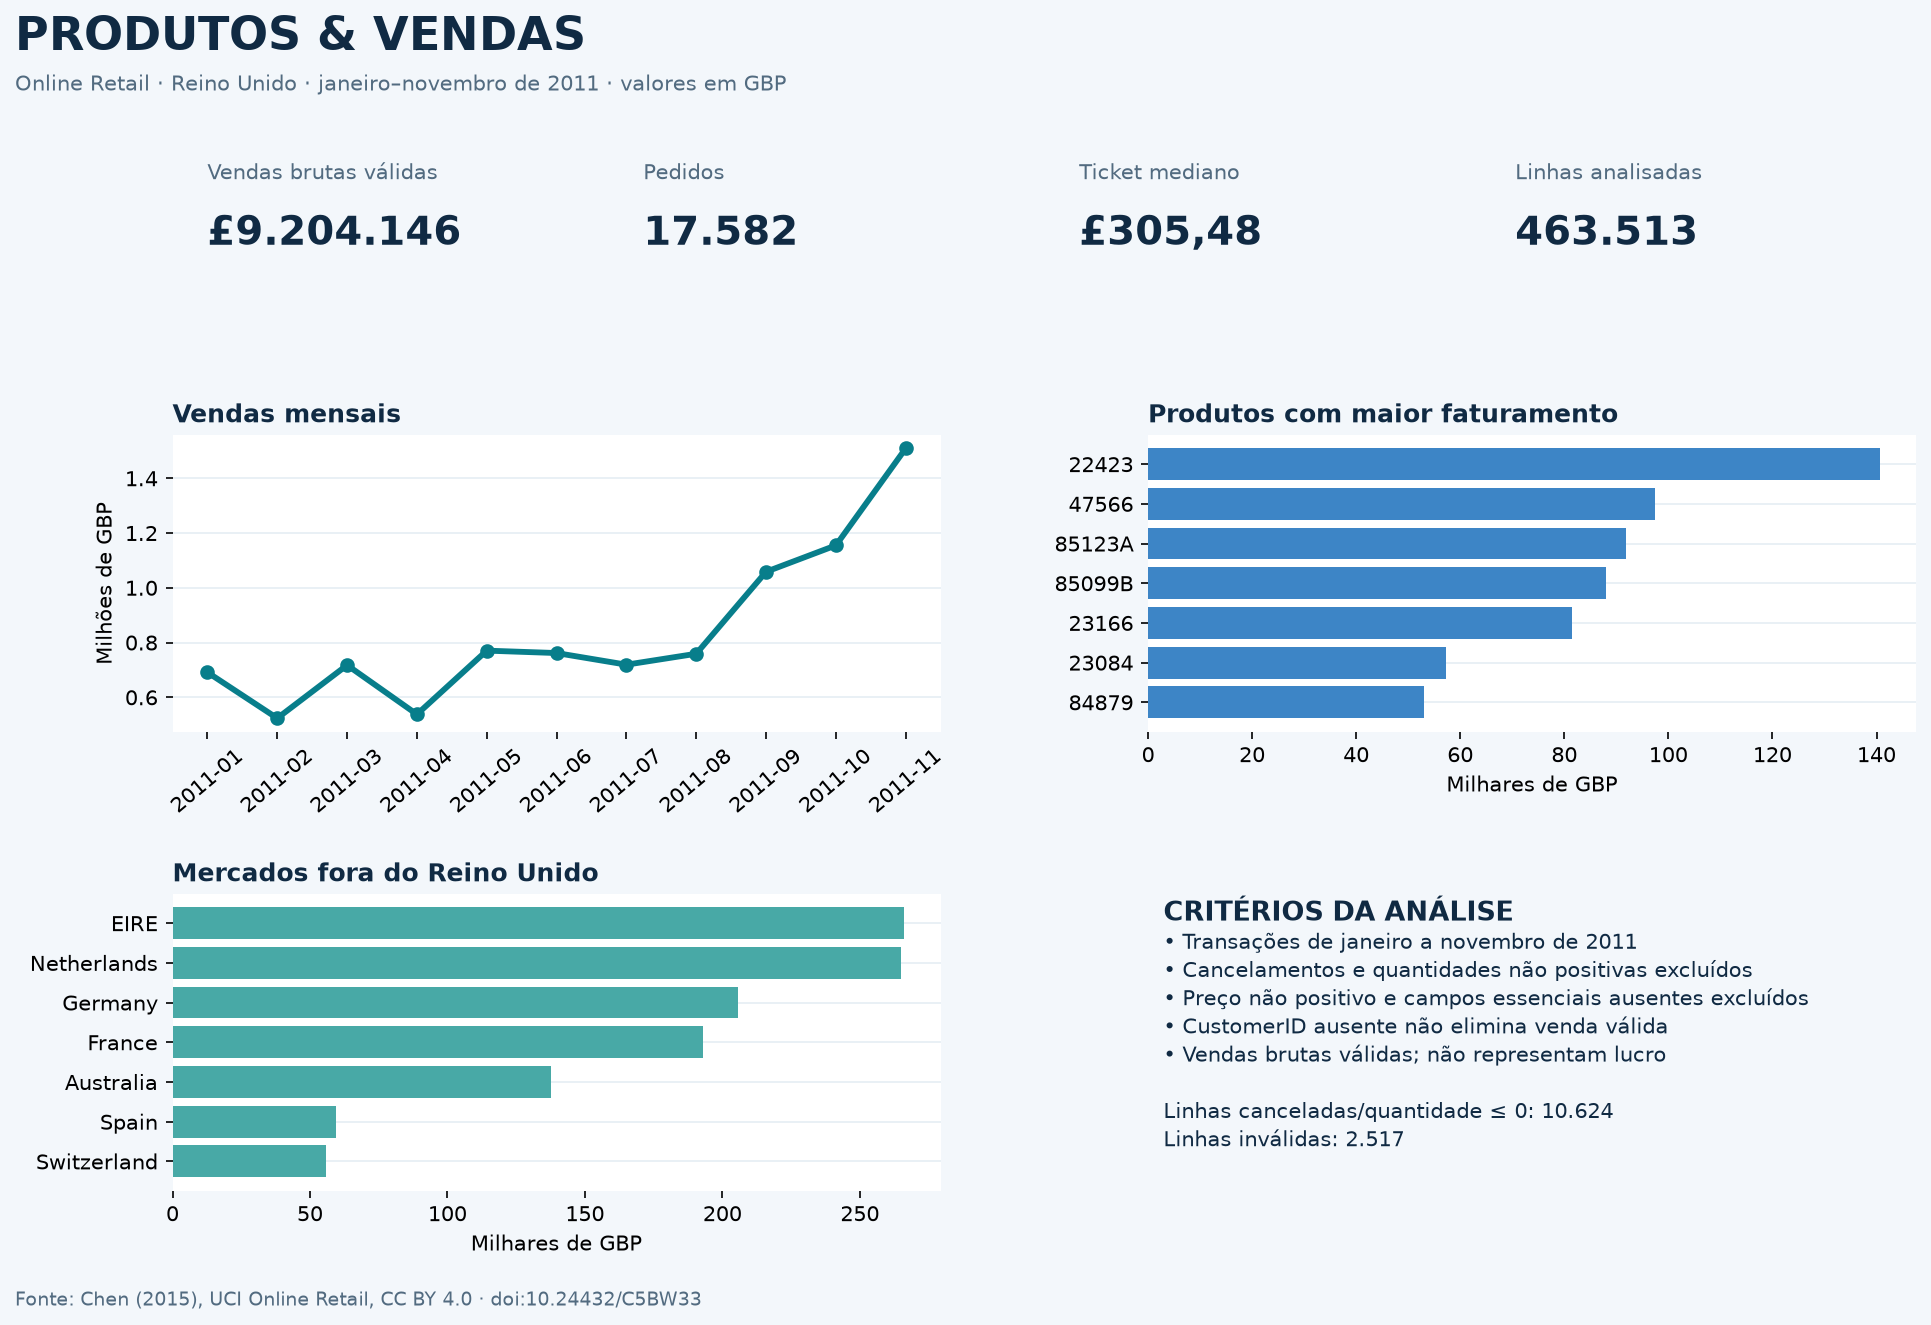 PRODUTOS & VENDAS
Online Retail · Reino Unido · janeiro–novembro de 2011 · valores em GBP
Vendas brutas válidas
£9.204.146
Pedidos
17.582
Ticket mediano
£305,48
Linhas analisadas
463.513
Vendas mensais
Milhões de GBP
1.4
1.2
1.0
0.8
0.6
2011-01
2011-02
2011-03
2011-04
2011-05
2011-06
2011-07
2011-08
2011-09
2011-10
2011-11
Produtos com maior faturamento
22423
47566
85123A
85099B
23166
23084
84879
0 20 40 60 80 100 120 140
Milhares de GBP
Mercados fora do Reino Unido
EIRE
Netherlands
Germany
France
Australia
Spain
Switzerland
0 50 100 150 200 250
Milhares de GBP
CRITÉRIOS DA ANÁLISE
• Transações de janeiro a novembro de 2011
• Cancelamentos e quantidades não positivas excluídos
• Preço não positivo e campos essenciais ausentes excluídos
• CustomerID ausente não elimina venda válida
• Vendas brutas válidas; não representam lucro
Linhas canceladas/quantidade ≤ 0: 10.624
Linhas inválidas: 2.517
Fonte: Chen (2015), UCI Online Retail, CC BY 4.0 · doi:10.24432/C5BW33